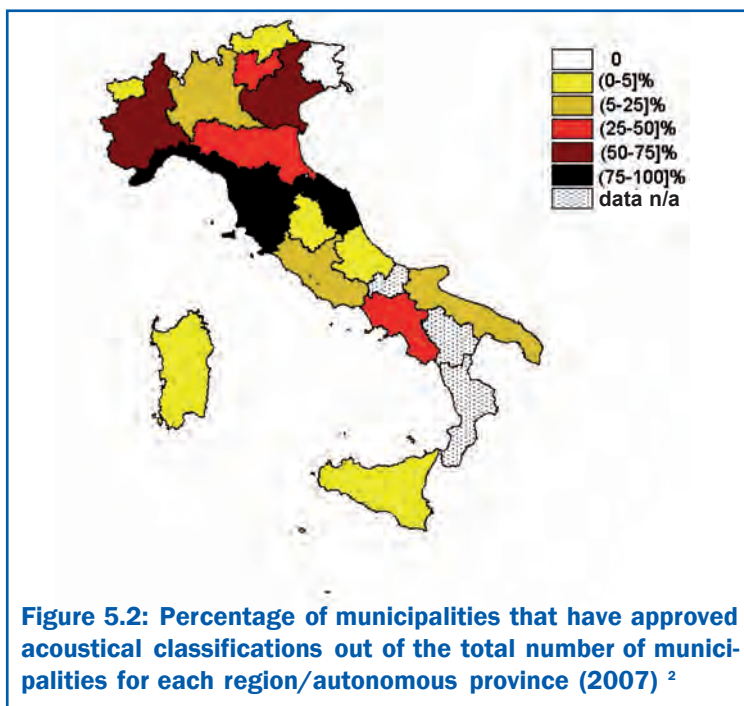 0
(0-5]%
(5-25]%
(25-50]%
(50-75]%
(75-100]%
data n/a
Figure 5.2: Percentage of municipalities that have approved
acoustical classifications out of the total number of munici-
palities for each region/autonomous province (2007) ²